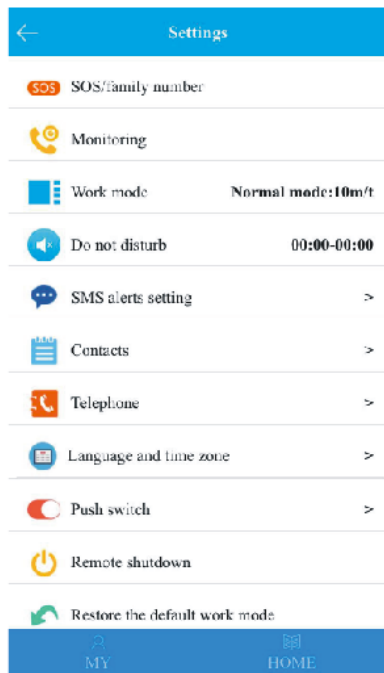 Settings
SOS SOS/family number
Monitoring
Work mode Normal mode:10m/t
Do not disturb 00:00-00:00
SMS alerts setting >
Contacts >
Telephone >
Language and time zone >
Push switch >
Remote shutdown
Restore the default work mode
MY HOME